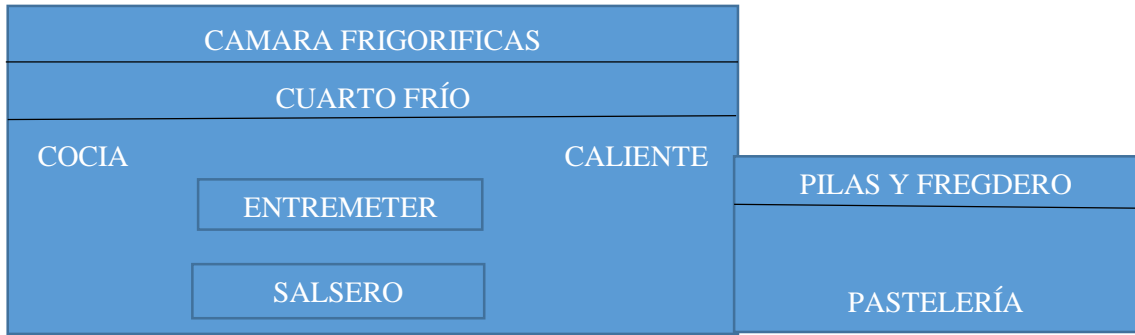 CAMARA FRIGORIFICAS
CUARTO FRÍO
COCIA
CALIENTE
ENTREMETER
SALSERO
PILAS Y FREGDERO
PASTELERÍA